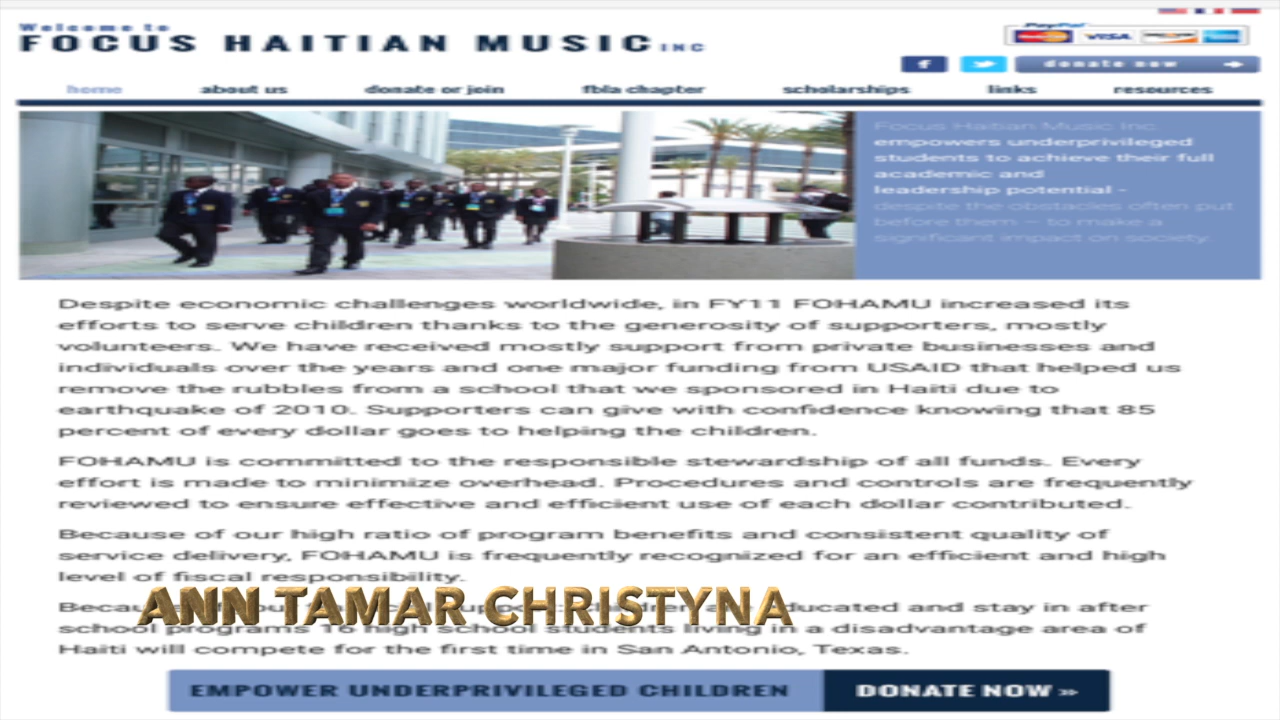 Welcome to
FOCUS HAITIAN MUSIC INC
PayPal
VISA
donate now
home about us donate or join fbla chapter scholarships links resources
Focus Haitian Music Inc
empowers underprivileged
students to achieve their full
academic and
leadership potential -
despite the obstacles often put
before them - to make a
significant impact on society.
Despite economic challenges worldwide, in FY11 FOHAMU increased its
efforts to serve children thanks to the generosity of supporters, mostly
volunteers. We have received mostly support from private businesses and
individuals over the years and one major funding from USAID that helped us
remove the rubbles from a school that we sponsored in Haiti due to
earthquake of 2010. Supporters can give with confidence knowing that 85
percent of every dollar goes to helping the children.
FOHAMU is committed to the responsible stewardship of all funds. Every
effort is made to minimize overhead. Procedures and controls are frequently
reviewed to ensure effective and efficient use of each dollar contributed.
Because of our high ratio of program benefits and consistent quality of
service delivery, FOHAMU is frequently recognized for an efficient and high
level of fiscal responsibility.
ANN TAMAR CHRISTYNA
educated and stay in after
school programs 16 high school students living in a disadvantage area of
Haiti will compete for the first time in San Antonio, Texas.
EMPOWER UNDERPRIVILEGED CHILDREN DONATE NOW »